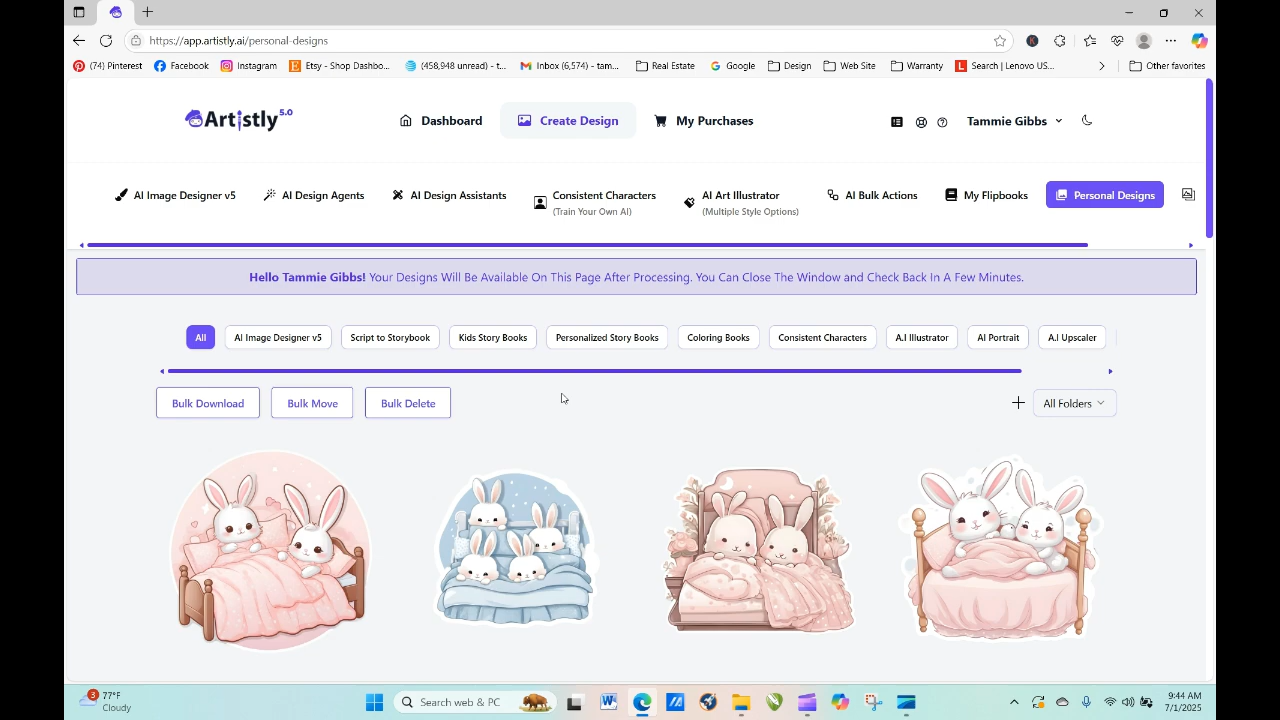 https://app.artistly.ai/personal-designs
(74) Pinterest Facebook Instagram Etsy - Shop Dashbo... (458,948 unread) - t... Inbox (6,574) - tam... Real Estate Google Design Web Site Warranty Search | Lenovo US... Other favorites
Artistly 5.0 Dashboard Create Design My Purchases Tammie Gibbs
AI Image Designer v5 AI Design Agents AI Design Assistants Consistent Characters AI Art Illustrator AI Bulk Actions My Flipbooks Personal Designs
(Train Your Own AI) (Multiple Style Options)
Hello Tammie Gibbs! Your Designs Will Be Available On This Page After Processing. You Can Close The Window and Check Back In A Few Minutes.
All AI Image Designer v5 Script to Storybook Kids Story Books Personalized Story Books Coloring Books Consistent Characters A.I Illustrator AI Portrait A.I Upscaler
Bulk Download Bulk Move Bulk Delete All Folders
3 77°F Search web & PC 9:44 AM
Cloudy 7/1/2025